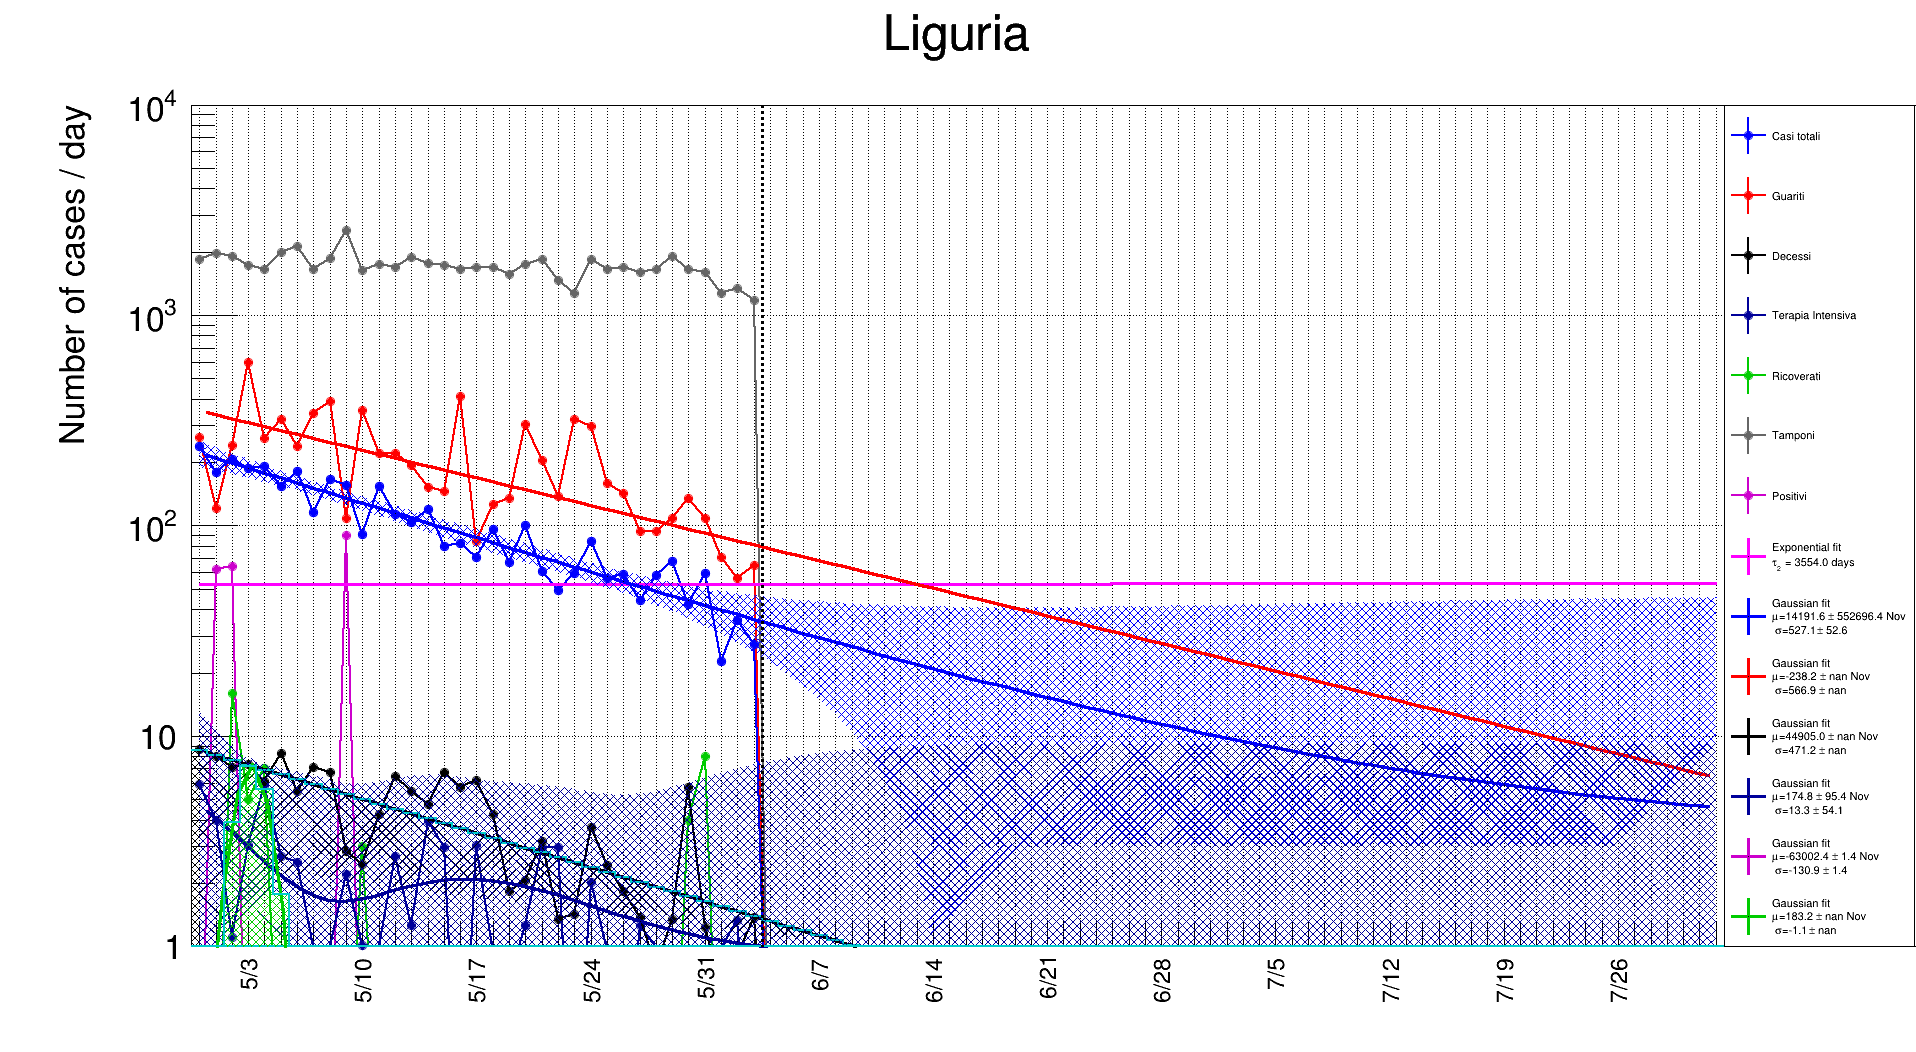 Liguria
Number of cases / day
10^4
10^3
10^2
10
1
5/3
5/10
5/17
5/24
5/31
6/7
6/14
6/21
6/28
7/5
7/12
7/19
7/26
Casi totali
Guariti
Decessi
Terapia Intensiva
Ricoverati
Tamponi
Positivi
Exponential fit
τ_2 = 3554.0 days
Gaussian fit
μ=14191.6 ± 552696.4 Nov
σ=527.1 ± 52.6
Gaussian fit
μ=-238.2 ± nan Nov
σ=566.9 ± nan
Gaussian fit
μ=44905.0 ± nan Nov
σ=471.2 ± nan
Gaussian fit
μ=174.8 ± 95.4 Nov
σ=13.13 ± 54.1
Gaussian fit
μ=-63002.4 ± 1.4 Nov
σ=-130.9 ± 1.4
Gaussian fit
μ=183.2 ± nan Nov
σ=-1.1 ± nan